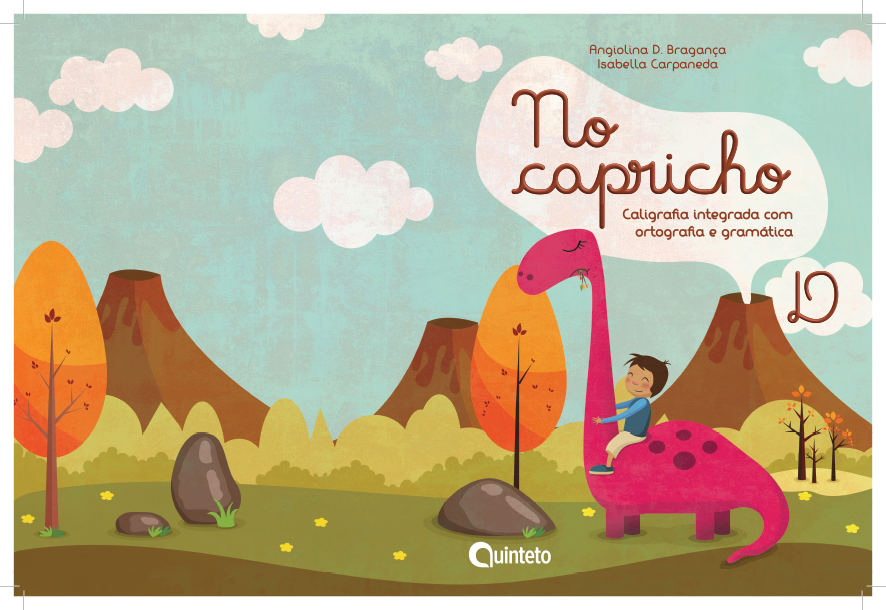 Angiolina D. Bragança
Isabella Carpaneda
No
capricho
Caligrafia integrada com
ortografia e gramática
D
Quinteto